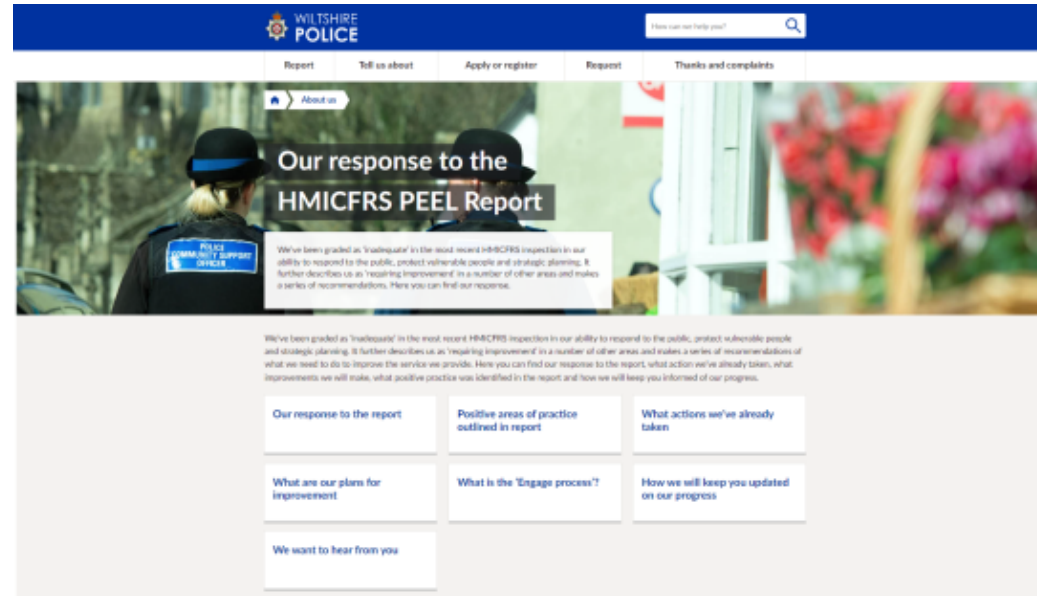 WILTSHIRE
POLICE
How can we help you?
Report
Tell us about
Apply or register
Request
Thanks and complaints
About us
Our response to the
HMICFRS PEEL Report
POLICE
COMMUNITY SUPPORT
OFFICER
We've been graded as 'inadequate' in the most recent HMICFRS inspection in our
ability to respond to the public, protect vulnerable people and strategic planning. It
further describes us as 'requiring improvement' in a number of other areas and makes
a series of recommendations. Here you can find our response.
We've been graded as 'inadequate' in the most recent HMICFRS inspection in our ability to respond to the public, protect vulnerable people
and strategic planning. It further describes us as 'requiring improvement' in a number of other areas and makes a series of recommendations of
what we need to do to improve the service we provide. Here you can find our response to the report, what action we've already taken, what
improvements we will make, what positive practice was identified in the report and how we will keep you informed of our progress.
Our response to the report
Positive areas of practice
outlined in report
What actions we've already
taken
What are our plans for
improvement
What is the 'Engage process'?
How we will keep you updated
on our progress
We want to hear from you